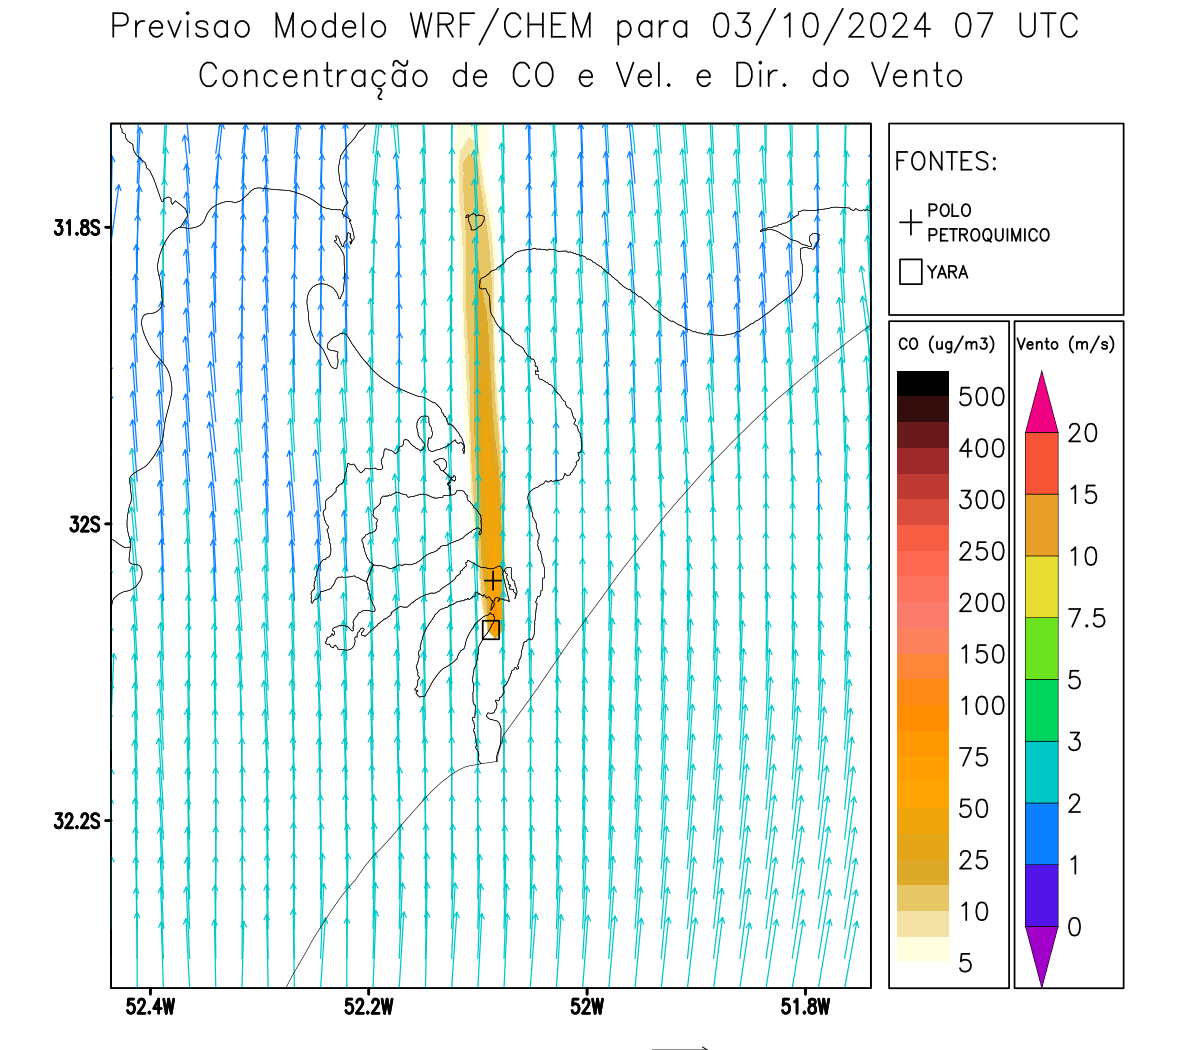 Previsao Modelo WRF/CHEM para 03/10/2024 07 UTC
Concentração de CO e Vel. e Dir. do Vento
FONTES:
POLO
PETROQUIMICO
YARA
CO (ug/m3)
500
400
300
250
200
150
100
75
50
25
10
5
Vento (m/s)
20
15
10
7.5
5
3
2
1
0
31.8S
32S
32.2S
52.4W
52.2W
52W
51.8W